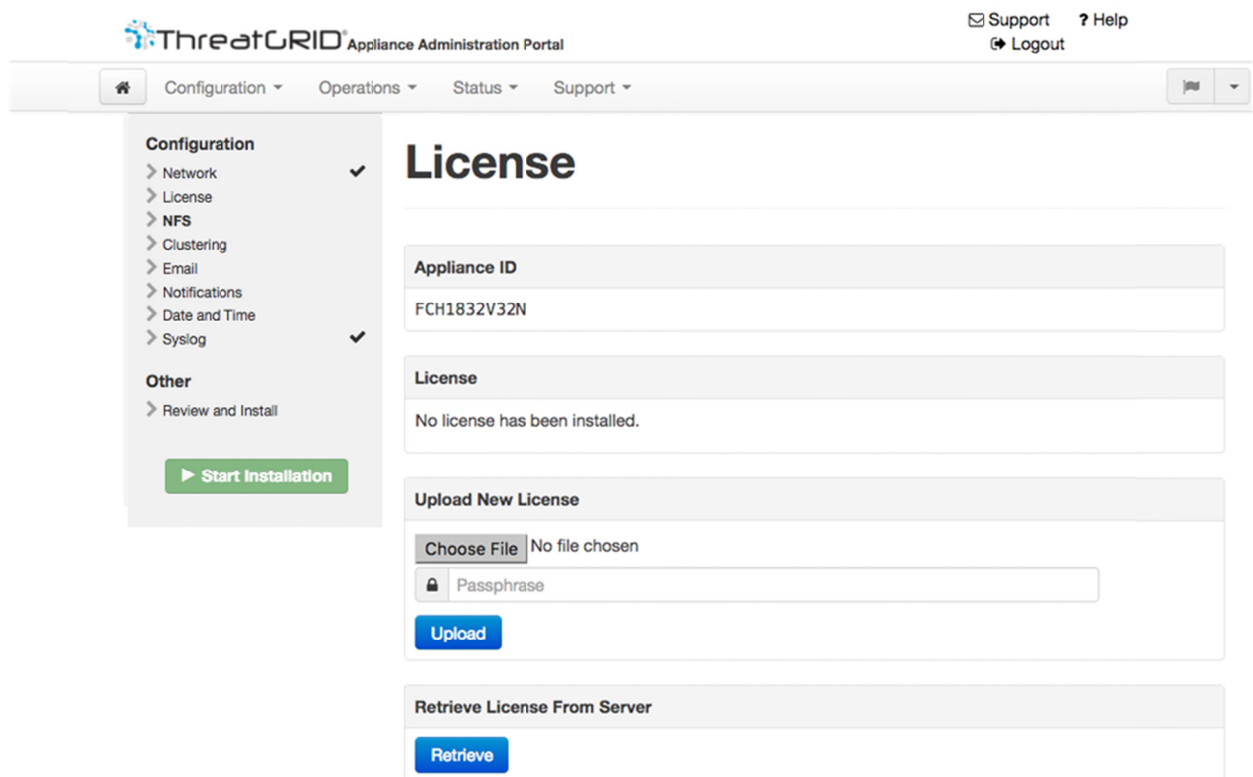 ThreatGRID Appliance Administration Portal
Support ? Help
Logout
Configuration Operations Status Support
Configuration
Network
License
NFS
Clustering
Email
Notifications
Date and Time
Syslog
Other
Review and Install
Start Installation
License
Appliance ID
FCH1832V32N
License
No license has been installed.
Upload New License
Choose File No file chosen
Passphrase
Upload
Retrieve License From Server
Retrieve